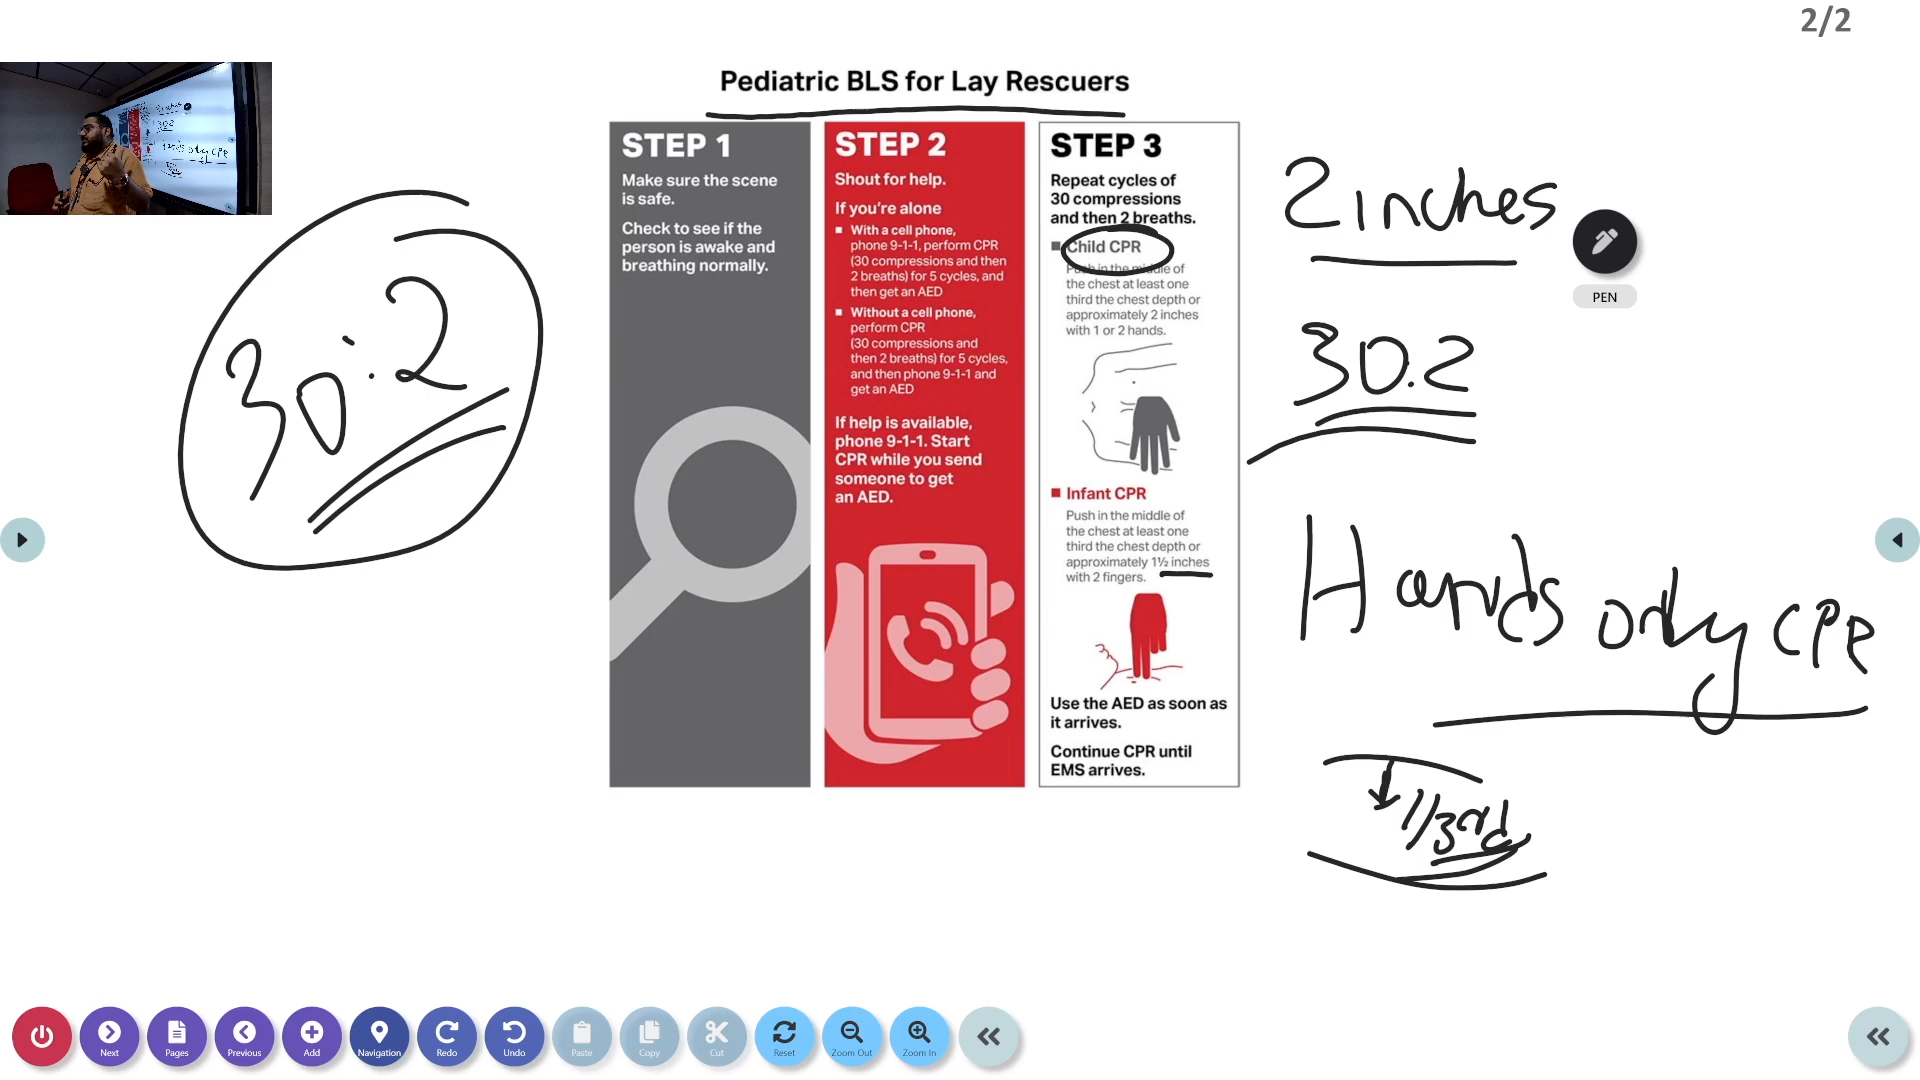 2/2
Pediatric BLS for Lay Rescuers
STEP 1
Make sure the scene
is safe.
Check to see if the
person is awake and
breathing normally.
STEP 2
Shout for help.
If you're alone
With a cell phone,
phone 9-1-1, perform CPR
(30 compressions and then
2 breaths) for 5 cycles, and
then get an AED
Without a cell phone,
perform CPR
(30 compressions and
then 2 breaths) for 5 cycles,
and then phone 9-1-1 and
get an AED
If help is available,
phone 9-1-1. Start
CPR while you send
someone to get
an AED.
STEP 3
Repeat cycles of
30 compressions
and then 2 breaths.
Child CPR
Push in the middle of
the chest at least one
third the chest depth or
approximately 2 inches
with 1 or 2 hands.
Infant CPR
Push in the middle of
the chest at least one
third the chest depth or
approximately 1½ inches
with 2 fingers.
Use the AED as soon as
it arrives.
Continue CPR until
EMS arrives.
30:2
2 inches
30.2
Hands only CPR
1/3rd
PEN
Next
Pages
Previous
Add
Navigation
Redo
Undo
Paste
Copy
Cut
Reset
Zoom Out
Zoom In